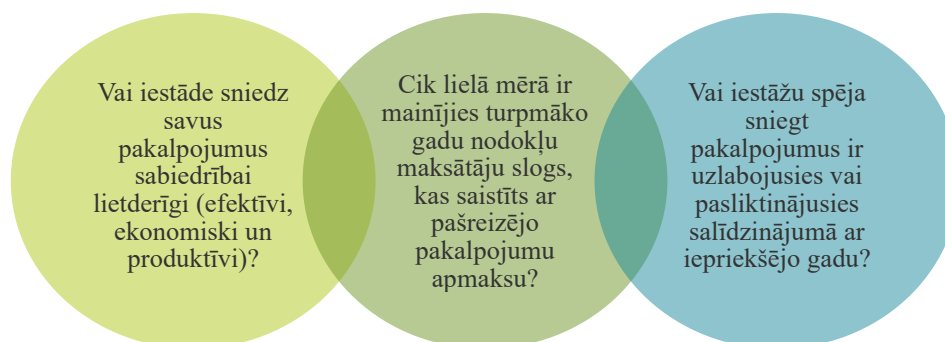 Vai iestāde sniedz
savus
pakalpojumus
sabiedrībai
lietderīgi (efektīvi,
ekonomiski un
produktīvi)?
Cik lielā mērā ir
mainījies turpmāko
gadu nodokļu
maksātāju slogs,
kas saistīts ar
pašreizējo
pakalpojumu
apmaksu?
Vai iestāžu spēja
sniegt
pakalpojumus ir
uzlabojusies vai
pasliktinājusies
salīdzinājumā ar
iepriekšējo gadu?